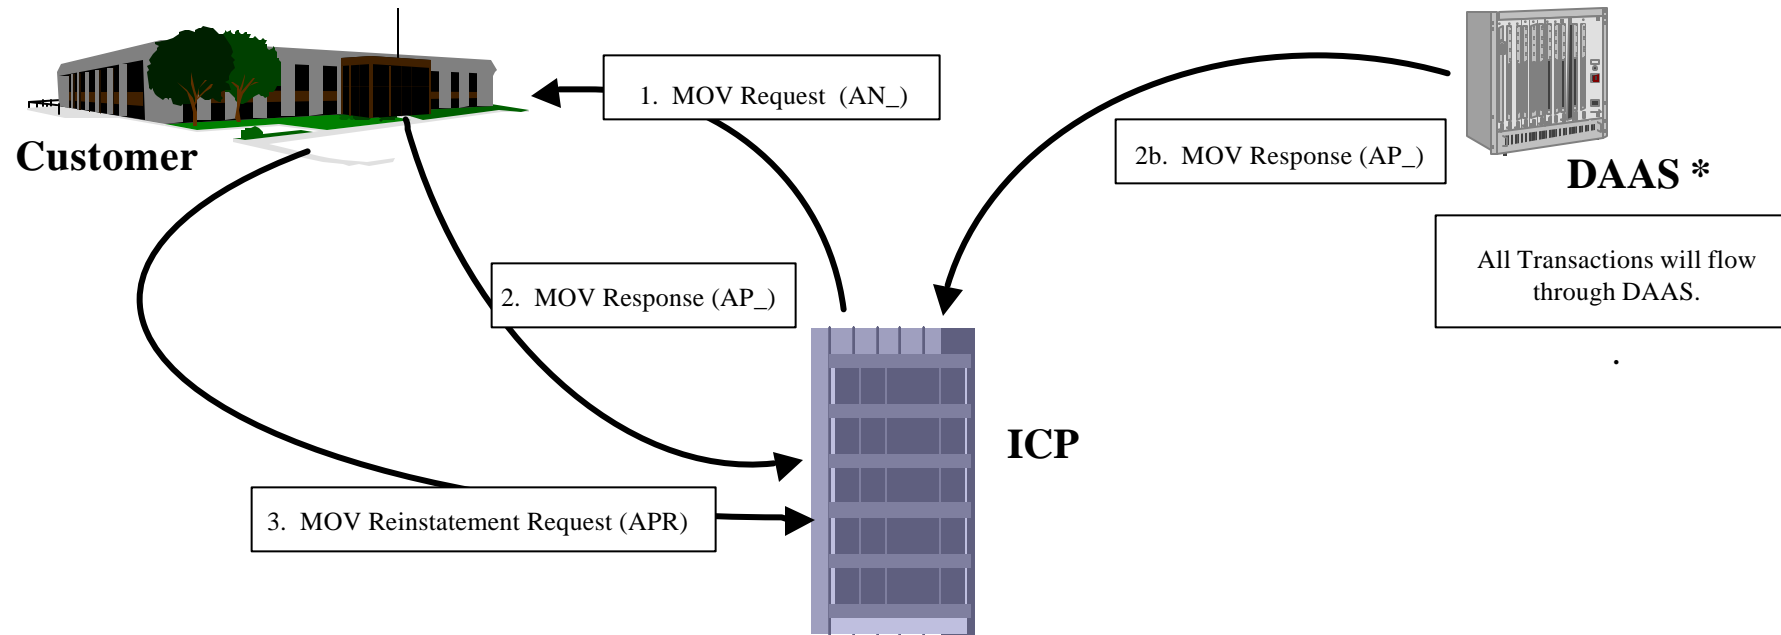 1. MOV Request (AN_)
Customer
2b. MOV Response (AP_)
DAAS *
All Transactions will flow
through DAAS.
.
2. MOV Response (AP_)
ICP
3. MOV Reinstatement Request (APR)